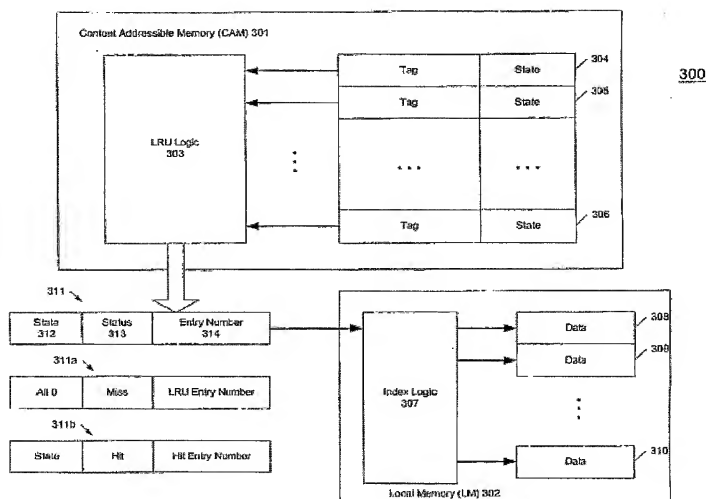 Content Addressable Memory (CAM) 301
300
LRU Logic
303
Tag State 304
Tag State 305
... ...
Tag State 306
311
State
312
Status
313
Entry Number
314
311a
All 0 Miss LRU Entry Number
311b
State Hit Hit Entry Number
Index Logic
307
Data 308
Data 309
Data 310
Local Memory (LM) 302